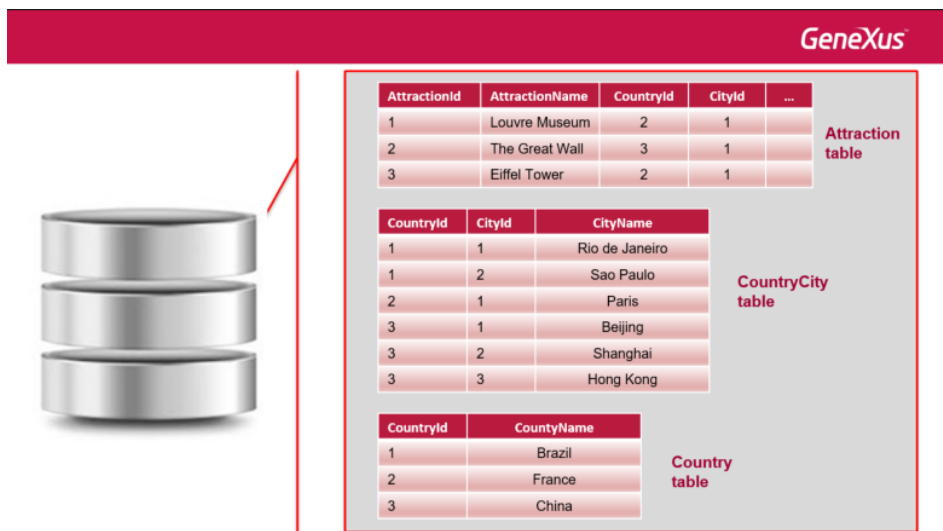 GeneXus
AttractionId AttractionName CountryId CityId ...
1 Louvre Museum 2 1
2 The Great Wall 3 1
3 Eiffel Tower 2 1
Attraction
table
CountryId CityId CityName
1 1 Rio de Janeiro
1 2 Sao Paulo
2 1 Paris
3 1 Beijing
3 2 Shanghai
3 3 Hong Kong
CountryCity
table
CountryId CountyName
1 Brazil
2 France
3 China
Country
table